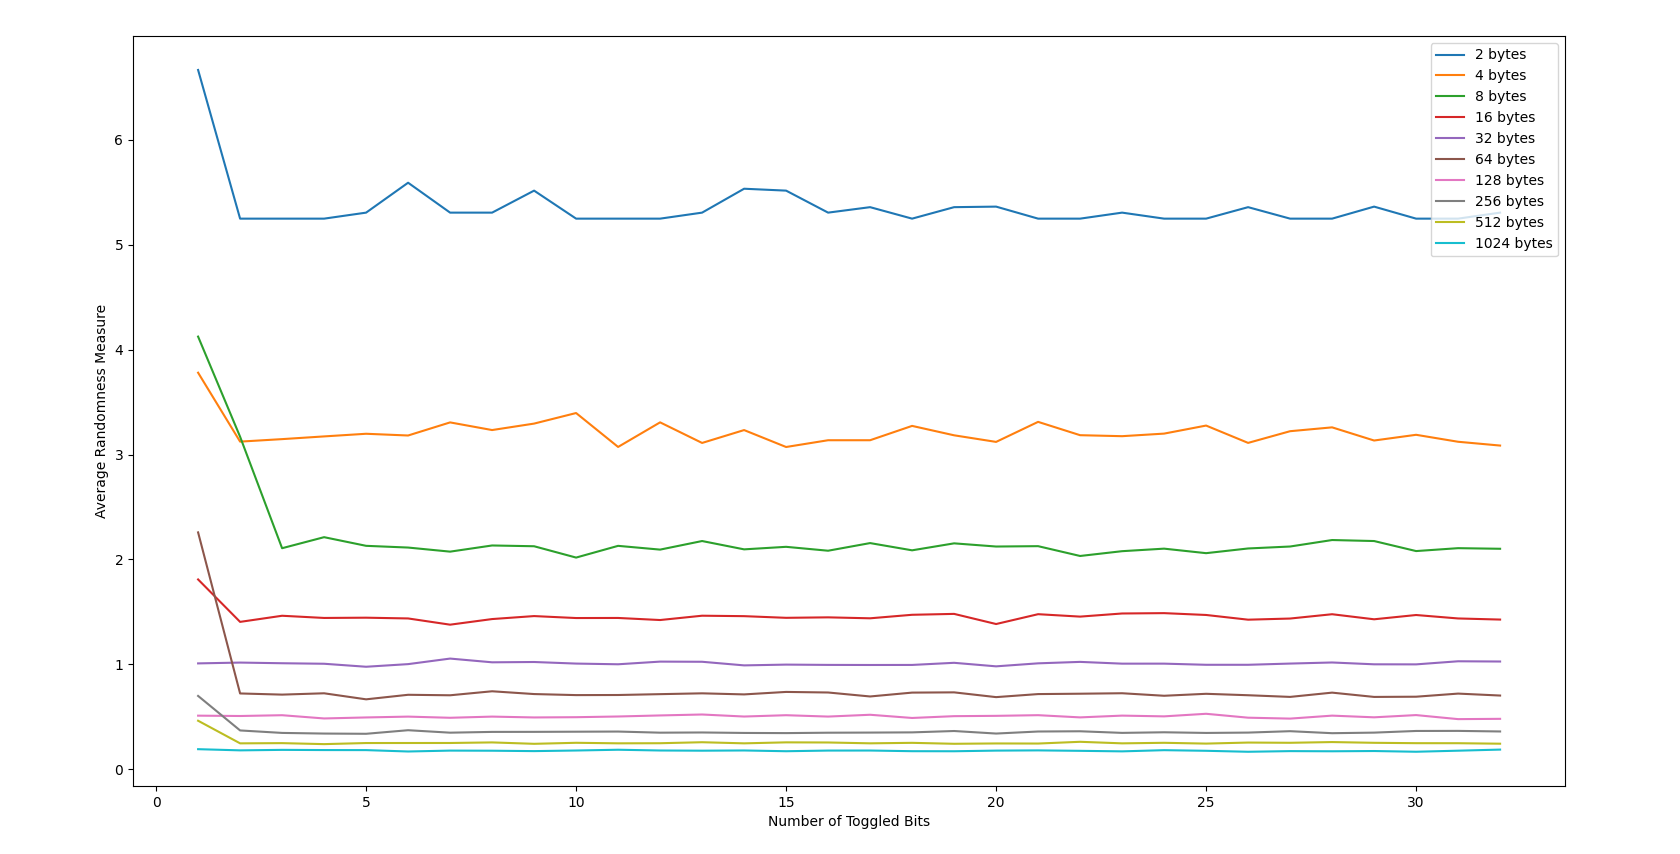 2 bytes
4 bytes
8 bytes
16 bytes
32 bytes
64 bytes
128 bytes
256 bytes
512 bytes
1024 bytes
6
5
4
3
2
1
0
Average Randomness Measure
0 5 10 15 20 25 30
Number of Toggled Bits